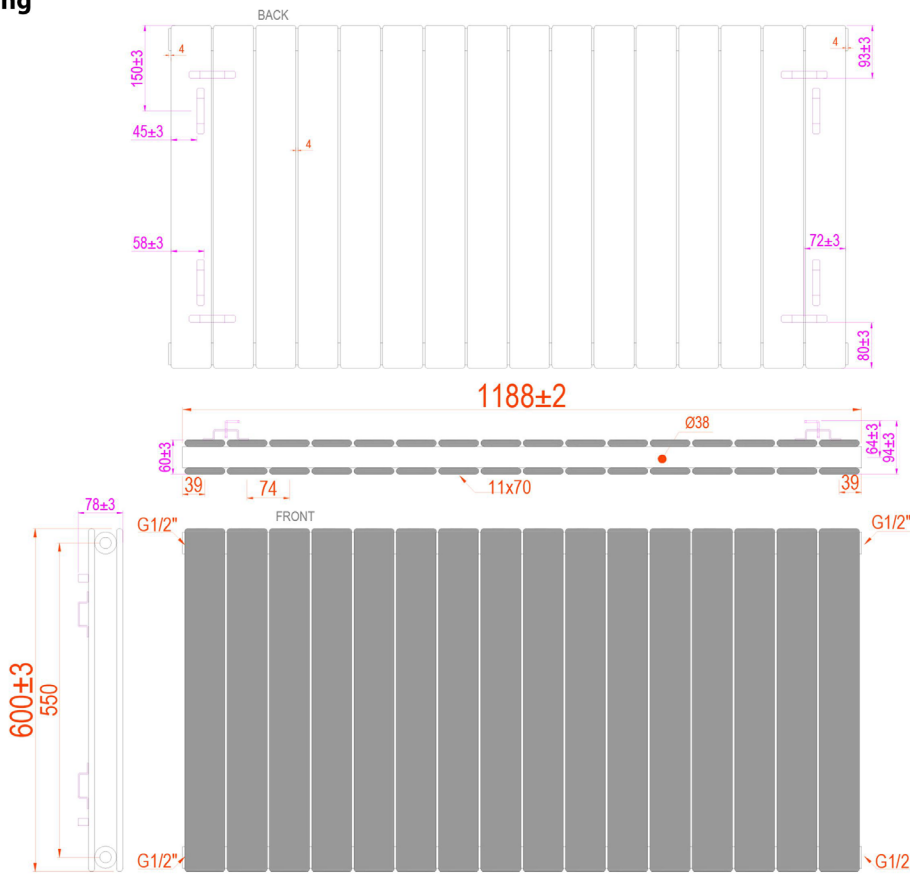 ng
BACK
4
4
150±3
93±3
45±3
4
58±3
72±3
80±3
1188±2
Ø38
60±3
64±3
94±3
39
74
11x70
39
78±3
FRONT
G1/2"
G1/2"
600±3
550
G1/2"
G1/2